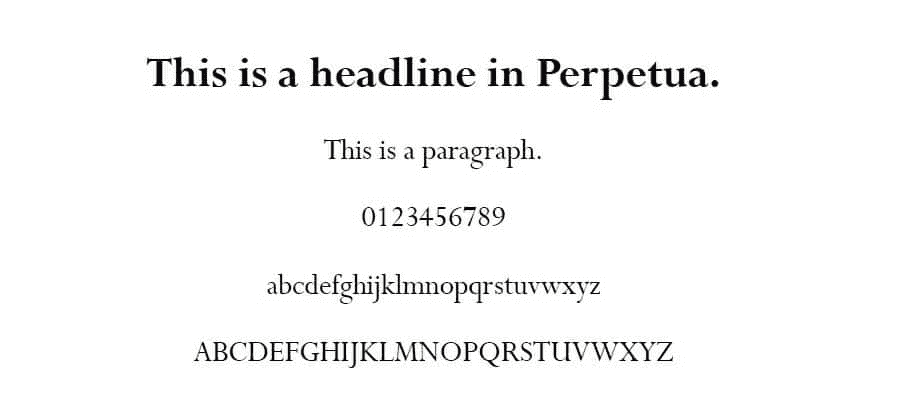 This is a headline in Perpetua.
This is a paragraph.
0123456789
abcdefghijklmnopqrstuvwxyz
ABCDEFGHIJKLMNOPQRSTUVWXYZ